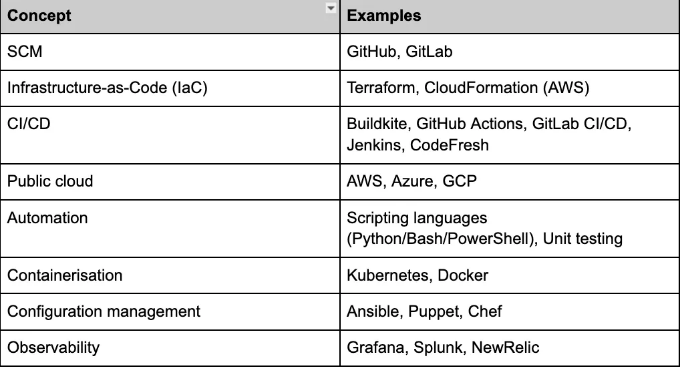 Concept Examples
SCM GitHub, GitLab
Infrastructure-as-Code (IaC) Terraform, CloudFormation (AWS)
CI/CD Buildkite, GitHub Actions, GitLab CI/CD,
Jenkins, CodeFresh
Public cloud AWS, Azure, GCP
Automation Scripting languages
(Python/Bash/PowerShell), Unit testing
Containerisation Kubernetes, Docker
Configuration management Ansible, Puppet, Chef
Observability Grafana, Splunk, NewRelic